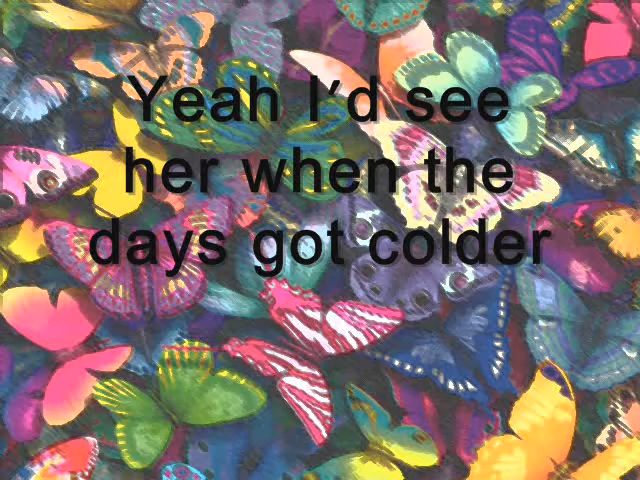 Yeah I'd see
her when the
days got colder